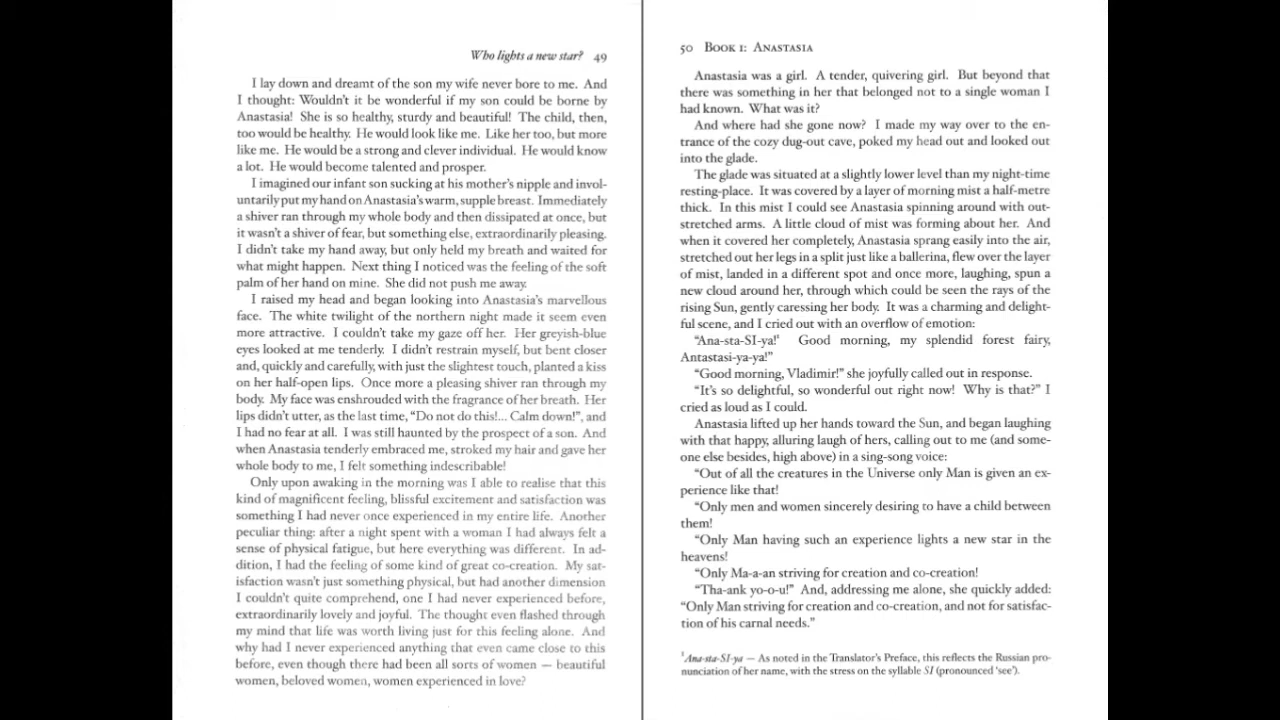 Who lights a new star? 49
I lay down and dreamt of the son my wife never bore to me. And
I thought: Wouldn't it be wonderful if my son could be borne by
Anastasia! She is so healthy, sturdy and beautiful! The child, then,
too would be healthy. He would look like me. Like her too, but more
like me. He would be a strong and clever individual. He would know
a lot. He would become talented and prosper.
I imagined our infant son sucking at his mother's nipple and invol-
untarily put my hand on Anastasia's warm, supple breast. Immediately
a shiver ran through my whole body and then dissipated at once, but
it wasn't a shiver of fear, but something else, extraordinarily pleasing.
I didn't take my hand away, but only held my breath and waited for
what might happen. Next thing I noticed was the feeling of the soft
palm of her hand on mine. She did not push me away.
I raised my head and began looking into Anastasia's marvellous
face. The white twilight of the northern night made it seem even
more attractive. I couldn't take my gaze off her. Her greyish-blue
eyes looked at me tenderly. I didn't restrain myself, but bent closer
and, quickly and carefully, with just the slightest touch, planted a kiss
on her half-open lips. Once more a pleasing shiver ran through my
body. My face was enshrouded with the fragrance of her breath. Her
lips didn't utter, as the last time, "Do not do this!... Calm down!", and
I had no fear at all. I was still haunted by the prospect of a son. And
when Anastasia tenderly embraced me, stroked my hair and gave her
whole body to me, I felt something indescribable!
Only upon awaking in the morning was I able to realise that this
kind of magnificent feeling, blissful excitement and satisfaction was
something I had never once experienced in my entire life. Another
peculiar thing: after a night spent with a woman I had always felt a
sense of physical fatigue, but here everything was different. In ad-
dition, I had the feeling of some kind of great co-creation. My sat-
isfaction wasn't just something physical, but had another dimension
I couldn't quite comprehend, one I had never experienced before,
extraordinarily lovely and joyful. The thought even flashed through
my mind that life was worth living just for this feeling alone. And
why had I never experienced anything that even came close to this
before, even though there had been all sorts of women — beautiful
women, beloved women, women experienced in love?
50 BOOK 1: ANASTASIA
Anastasia was a girl. A tender, quivering girl. But beyond that
there was something in her that belonged not to a single woman I
had known. What was it?
And where had she gone now? I made my way over to the en-
trance of the cozy dug-out cave, poked my head out and looked out
into the glade.
The glade was situated at a slightly lower level than my night-time
resting-place. It was covered by a layer of morning mist a half-metre
thick. In this mist I could see Anastasia spinning around with out-
stretched arms. A little cloud of mist was forming about her. And
when it covered her completely, Anastasia sprang easily into the air,
stretched out her legs in a split just like a ballerina, flew over the layer
of mist, landed in a different spot and once more, laughing, spun a
new cloud around her, through which could be seen the rays of the
rising Sun, gently caressing her body. It was a charming and delight-
ful scene, and I cried out with an overflow of emotion:
"Ana-sta-SI-ya!¹ Good morning, my splendid forest fairy,
Antastasi-ya-ya!"
"Good morning, Vladimir!" she joyfully called out in response.
"It's so delightful, so wonderful out right now! Why is that?" I
cried as loud as I could.
Anastasia lifted up her hands toward the Sun, and began laughing
with that happy, alluring laugh of hers, calling out to me (and some-
one else besides, high above) in a sing-song voice:
"Out of all the creatures in the Universe only Man is given an ex-
perience like that!
"Only men and women sincerely desiring to have a child between
them!
"Only Man having such an experience lights a new star in the
heavens!
"Only Ma-a-an striving for creation and co-creation!
"Tha-ank yo-o-u!" And, addressing me alone, she quickly added:
"Only Man striving for creation and co-creation, and not for satisfac-
tion of his carnal needs."
¹Ana-sta-SI-ya — As noted in the Translator's Preface, this reflects the Russian pro-
nunciation of her name, with the stress on the syllable SI (pronounced 'see').